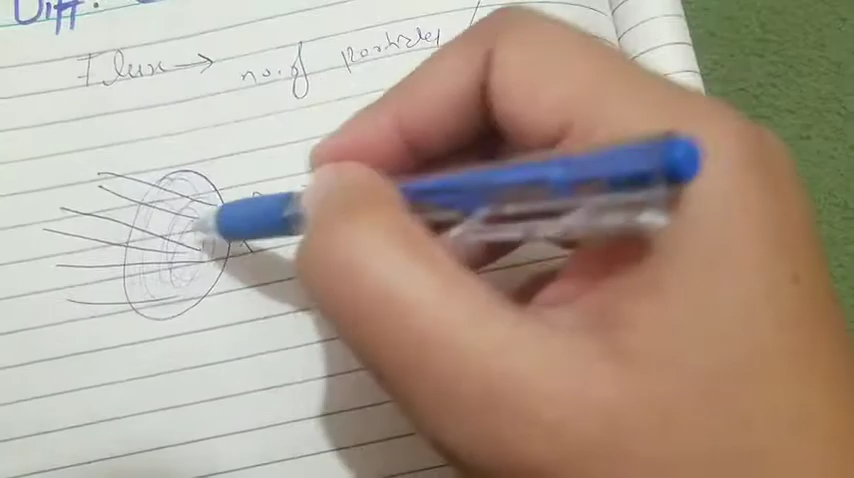 Diff.
Flux → no. of particles /